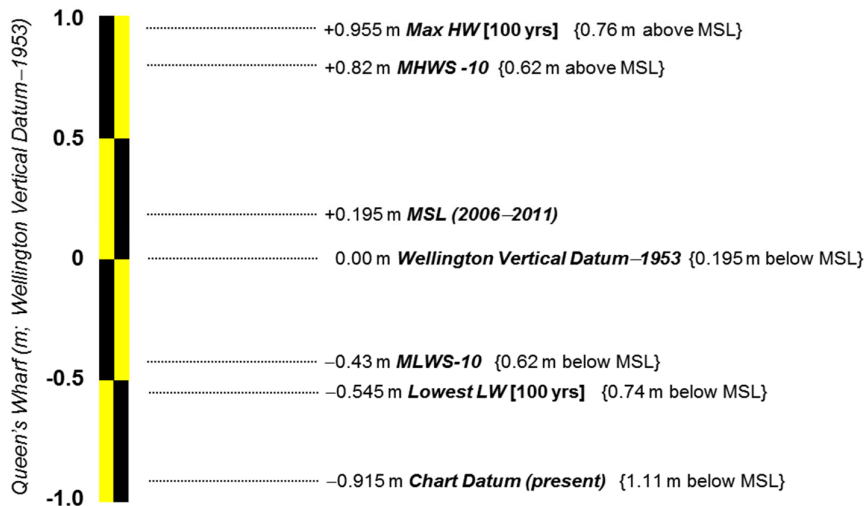 Queen's Wharf (m; Wellington Vertical Datum–1953)
1.0
+0.955 m Max HW [100 yrs] {0.76 m above MSL}
+0.82 m MHWS -10 {0.62 m above MSL}
0.5
+0.195 m MSL (2006–2011)
0
0.00 m Wellington Vertical Datum–1953 {0.195 m below MSL}
–0.43 m MLWS-10 {0.62 m below MSL}
-0.5
–0.545 m Lowest LW [100 yrs] {0.74 m below MSL}
–0.915 m Chart Datum (present) {1.11 m below MSL}
-1.0